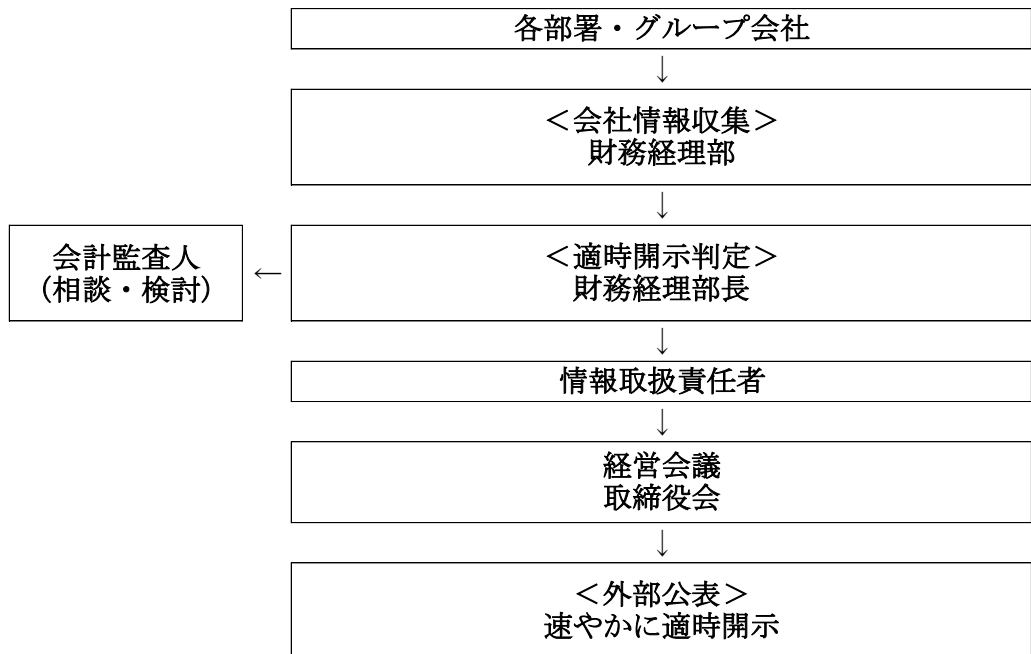 各部署・グループ会社
↓
＜会社情報収集＞
財務経理部
↓
＜適時開示判定＞
財務経理部長
←
会計監査人
（相談・検討）
↓
情報取扱責任者
↓
経営会議
取締役会
↓
＜外部公表＞
速やかに適時開示